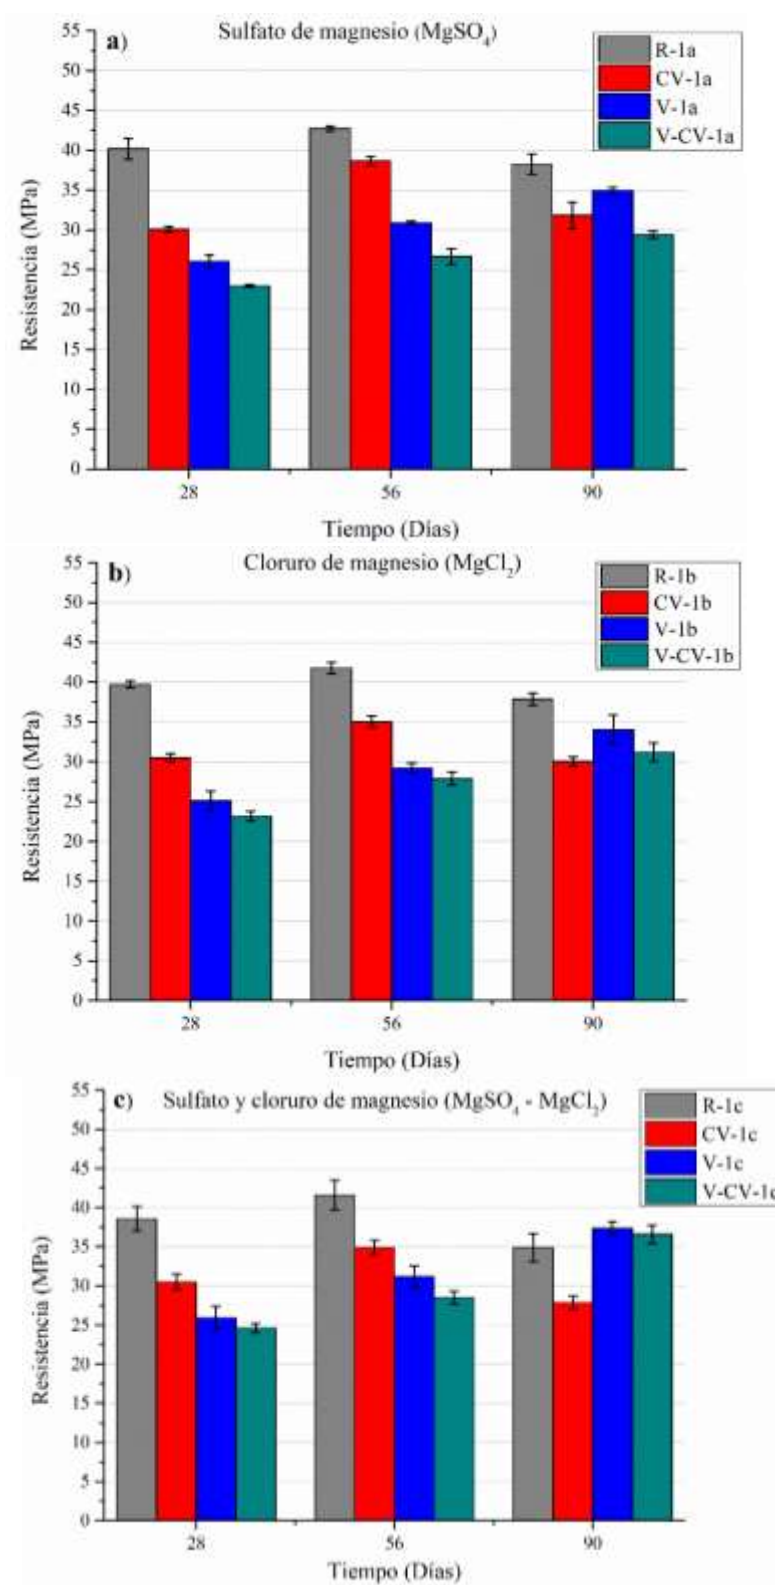 a) Sulfato de magnesio (MgSO₄)
R-1a
CV-1a
V-1a
V-CV-1a
55
50
45
40
35
30
25
20
15
10
5
0
Resistencia (MPa)
28 56 90
Tiempo (Días)
b) Cloruro de magnesio (MgCl₂)
R-1b
CV-1b
V-1b
V-CV-1b
55
50
45
40
35
30
25
20
15
10
5
0
Resistencia (MPa)
28 56 90
Tiempo (Días)
c) Sulfato y cloruro de magnesio (MgSO₄ - MgCl₂)
R-1c
CV-1c
V-1c
V-CV-1c
55
50
45
40
35
30
25
20
15
10
5
0
Resistencia (MPa)
28 56 90
Tiempo (Días)